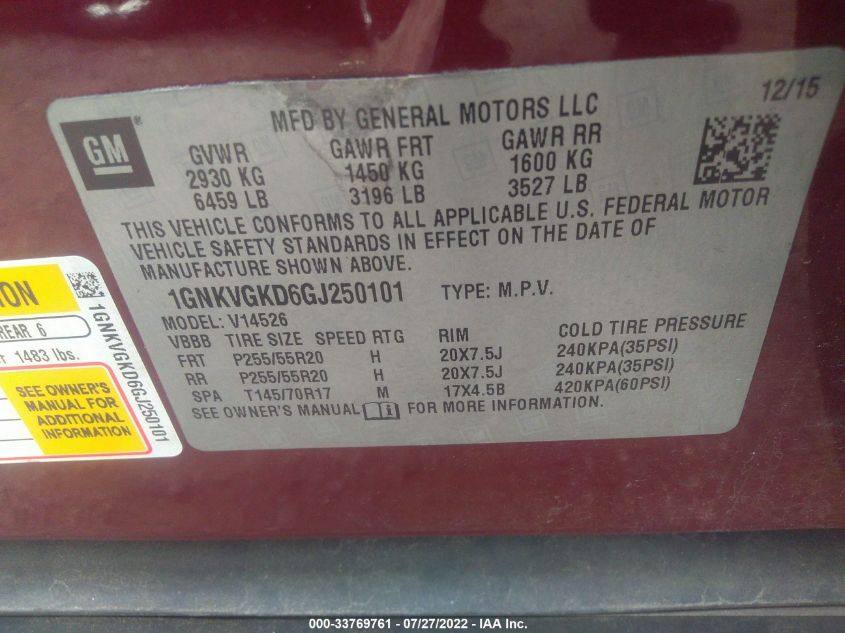 GM
®
MFD BY GENERAL MOTORS LLC
12/15
GVWR GAWR FRT GAWR RR
2930 KG 1450 KG 1600 KG
6459 LB 3196 LB 3527 LB
THIS VEHICLE CONFORMS TO ALL APPLICABLE U.S. FEDERAL MOTOR
VEHICLE SAFETY STANDARDS IN EFFECT ON THE DATE OF
MANUFACTURE SHOWN ABOVE.
1GNKVGKD6GJ250101 TYPE: M.P.V.
MODEL: V14526
VBBB TIRE SIZE SPEED RTG RIM COLD TIRE PRESSURE
FRT P255/55R20 H 20X7.5J 240KPA(35PSI)
RR P255/55R20 H 20X7.5J 240KPA(35PSI)
SPA T145/70R17 M 17X4.5B 420KPA(60PSI)
SEE OWNER'S MANUAL FOR MORE INFORMATION.
REAR 6
1483 lbs.
SEE OWNER'S
MANUAL FOR
ADDITIONAL
INFORMATION
1GNKVGKD6GJ250101
000-33769761 - 07/27/2022 - IAA Inc.